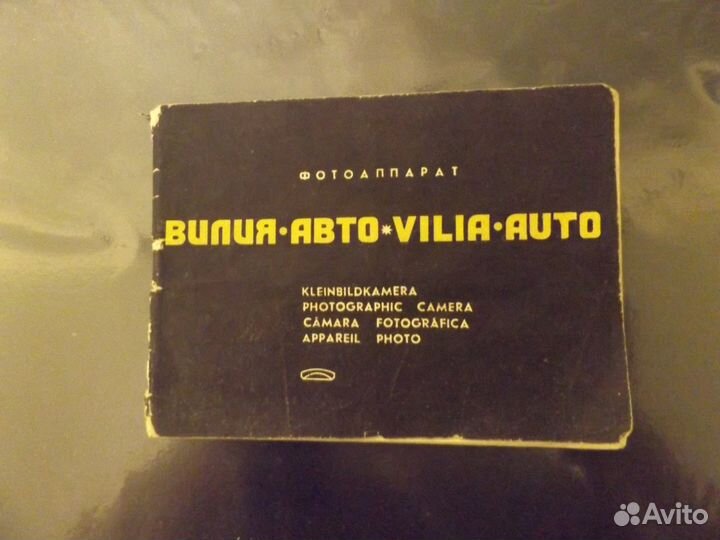 ФОТОАППАРАТ
ВИЛИЯ·АВТО*VILIA·AUTO
KLEINBILDKAMERA
PHOTOGRAPHIC CAMERA
CÁMARA FOTOGRÁFICA
APPAREIL PHOTO
Avito